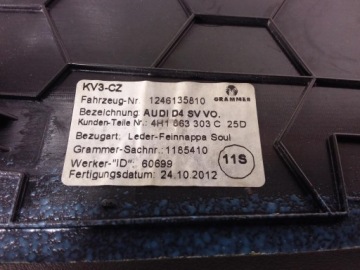 KV3-CZ
GRAMMER
Fahrzeug-Nr. 1246135810
Bezeichnung: AUDI D4 SV VO.
Kunden-Teile Nr.: 4H1 863 303 C 25D
Bezugart. Leder-Feinnappa Soul
Grammer-Sachnr.: 1185410
Werker-"ID": 60699
11S
Fertigungsdatum: 24.10.2012